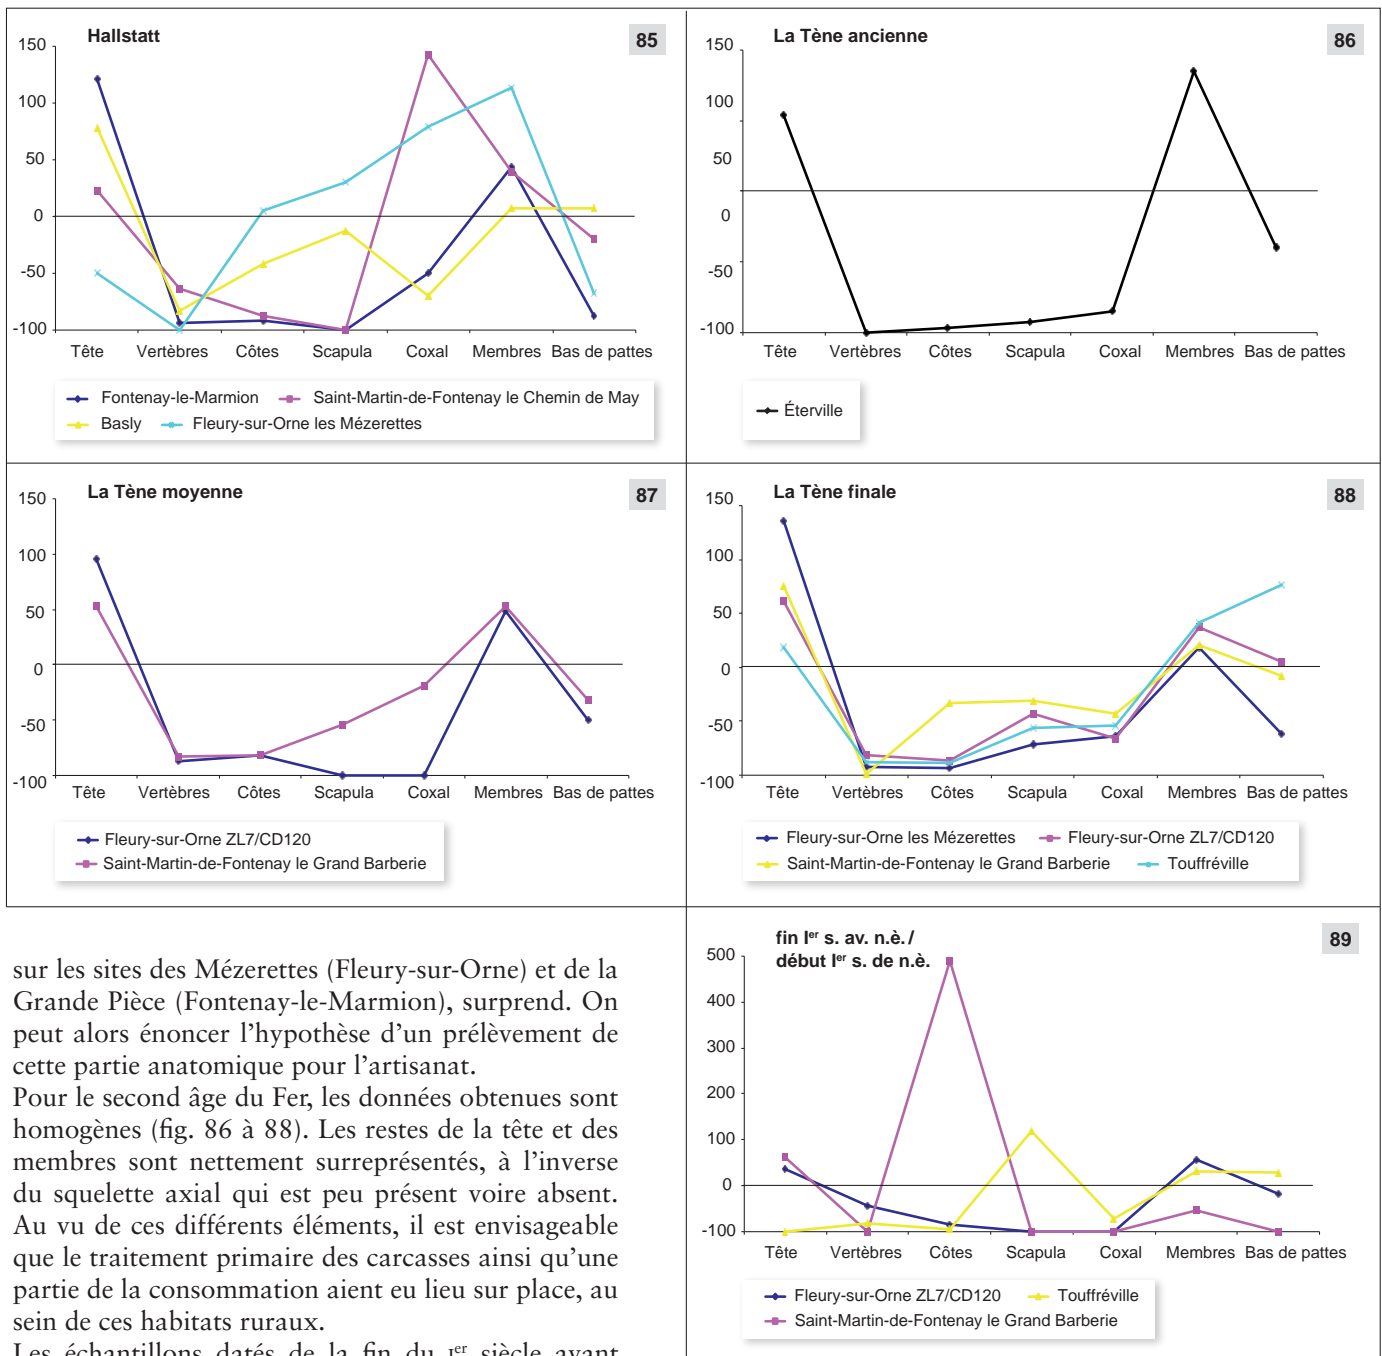 Hallstatt
85
150
100
50
0
-50
-100
Tête Vertèbres Côtes Scapula Coxal Membres Bas de pattes
Fontenay-le-Marmion Saint-Martin-de-Fontenay le Chemin de May
Basly Fleury-sur-Orne les Mézerettes
La Tène ancienne
86
150
100
50
0
-50
-100
Tête Vertèbres Côtes Scapula Coxal Membres Bas de pattes
Éterville
La Tène moyenne
87
150
100
50
0
-50
-100
Tête Vertèbres Côtes Scapula Coxal Membres Bas de pattes
Fleury-sur-Orne ZL7/CD120
Saint-Martin-de-Fontenay le Grand Barberie
La Tène finale
88
150
100
50
0
-50
-100
Tête Vertèbres Côtes Scapula Coxal Membres Bas de pattes
Fleury-sur-Orne les Mézerettes Fleury-sur-Orne ZL7/CD120
Saint-Martin-de-Fontenay le Grand Barberie Touffréville
sur les sites des Mézerettes (Fleury-sur-Orne) et de la
Grande Pièce (Fontenay-le-Marmion), surprend. On
peut alors énoncer l'hypothèse d'un prélèvement de
cette partie anatomique pour l'artisanat.
Pour le second âge du Fer, les données obtenues sont
homogènes (fig. 86 à 88). Les restes de la tête et des
membres sont nettement surreprésentés, à l'inverse
du squelette axial qui est peu présent voire absent.
Au vu de ces différents éléments, il est envisageable
que le traitement primaire des carcasses ainsi qu'une
partie de la consommation aient eu lieu sur place, au
sein de ces habitats ruraux.
Les échantillons datés de la fin du Ier siècle avant
fin Ier s. av. n.è. /
début Ier s. de n.è.
89
500
400
300
200
100
0
-100
Tête Vertèbres Côtes Scapula Coxal Membres Bas de pattes
Fleury-sur-Orne ZL7/CD120 Touffréville
Saint-Martin-de-Fontenay le Grand Barberie